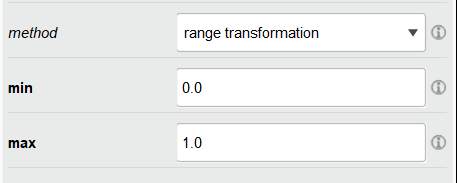 method range transformation
min 0.0
max 1.0